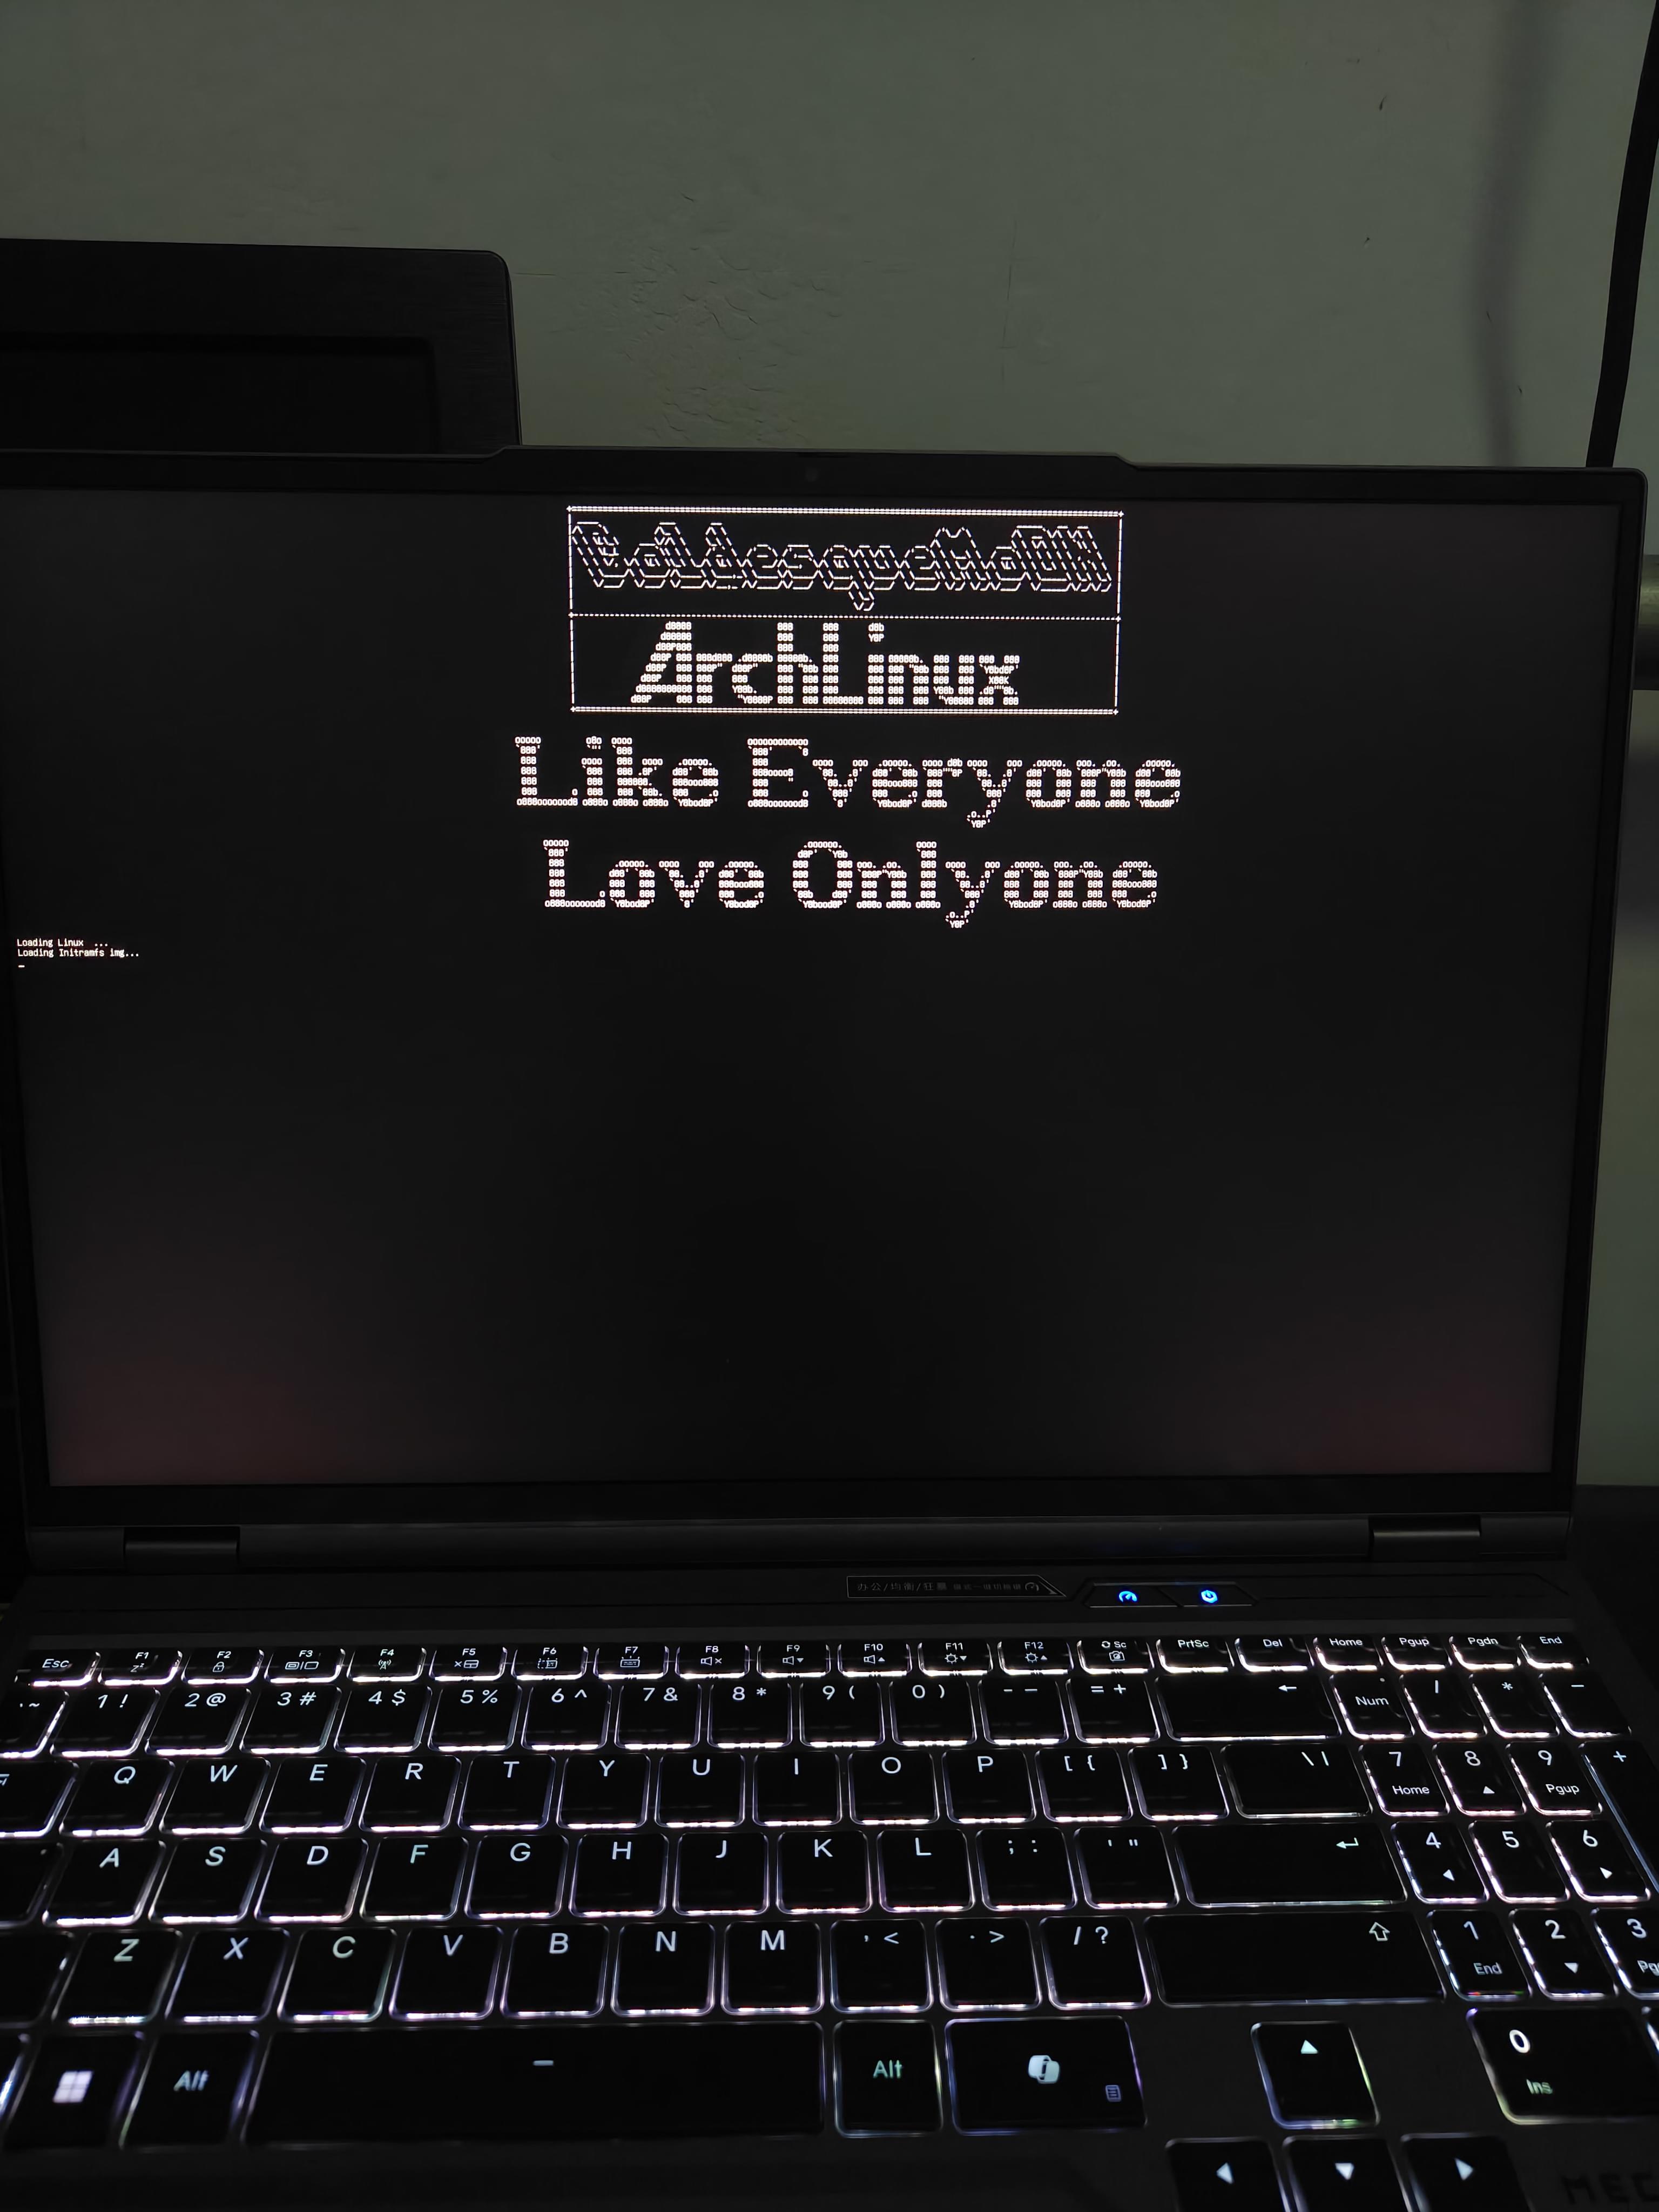 ArchLinux
Like Everyone
Love Onlyone
Loading Linux ...
Loading Initramfs img...
办公/均衡/狂暴
Esc F1 F2 F3 F4 F5 F6 F7 F8 F9 F10 F11 F12 Sc PrtSc Del Home Pgup Pgdn End
~ 1 ! 2 @ 3 # 4 $ 5 % 6 ^ 7 & 8 * 9 ( 0 ) - — = + ← Num / * -
Q W E R T Y U I O P [ { ] } \ | 7 Home 8 ▲ 9 Pgup +
A S D F G H J K L ; : ' " ↵ 4 ◄ 5 6 ►
Z X C V B N M , < . > / ? ⇧ 1 End 2 ▼ 3
Alt Alt ▲ 0 Ins
◄ ▼ ►